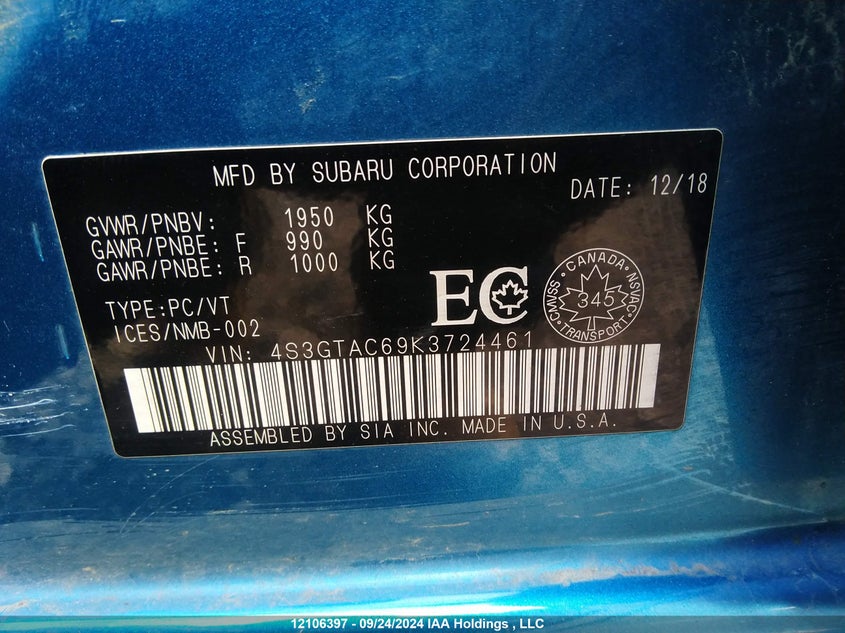 MFD BY SUBARU CORPORATION
DATE: 12/18
GVWR/PNBV: 1950 KG
GAWR/PNBE: F 990 KG
GAWR/PNBE: R 1000 KG
TYPE:PC/VT
ICES/NMB-002
EC
CANADA
CMVSS
NSVAC
345
TRANSPORT
VIN: 4S3GTAC69K3724461
ASSEMBLED BY SIA INC. MADE IN U.S.A.
12106397 - 09/24/2024 IAA Holdings , LLC